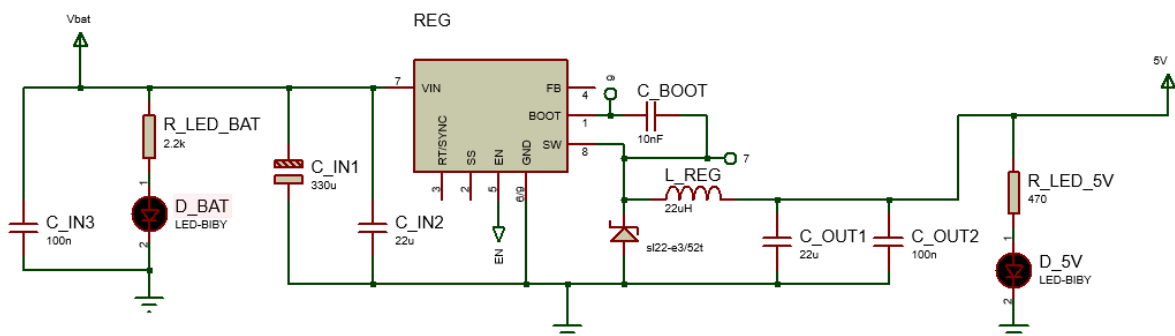 Vbat
REG
5V
7
VIN
FB
4
9
C_BOOT
BOOT
1
10nF
SW
8
7
RT/SYNC
SS
EN
GND
3
2
5
6/9
EN
R_LED_BAT
2.2k
1
D_BAT
LED-BIBY
2
C_IN3
100n
C_IN1
330u
C_IN2
22u
L_REG
22uH
sl22-e3/52t
C_OUT1
22u
C_OUT2
100n
R_LED_5V
470
1
D_5V
LED-BIBY
2